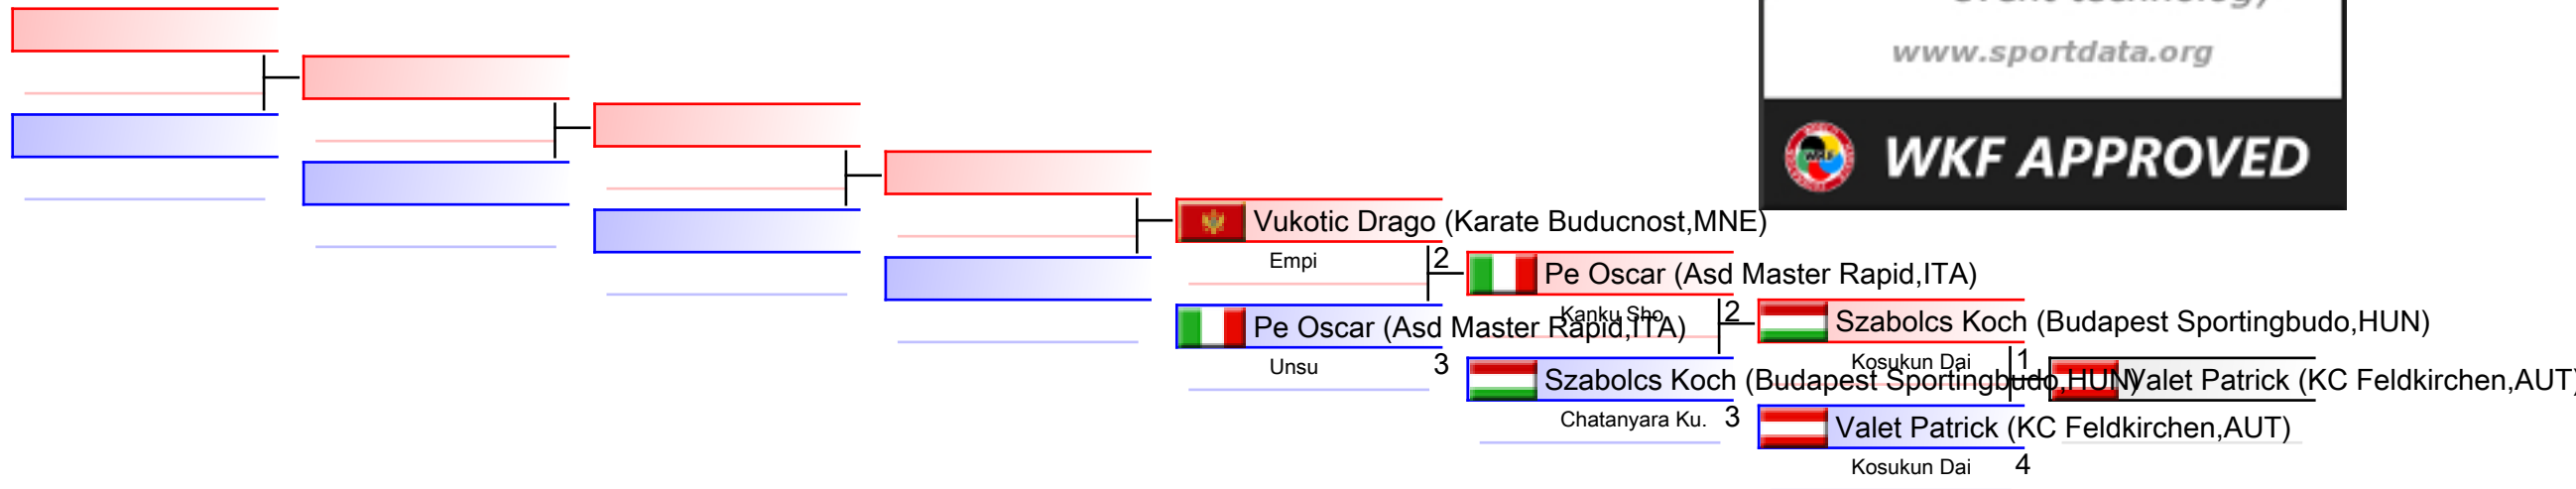 event technology
www.sportdata.org
WKF APPROVED
Vukotic Drago (Karate Buducnost,MNE)
Empi
2
Pe Oscar (Asd Master Rapid,ITA)
Kanku Sho
2
Pe Oscar (Asd Master Rapid,ITA)
Unsu
3
Szabolcs Koch (Budapest Sportingbudo,HUN)
Kosukun Dai
1
Szabolcs Koch (Budapest Sportingbudo,HUN)
Chatanyara Ku.
3
Valet Patrick (KC Feldkirchen,AUT)
Valet Patrick (KC Feldkirchen,AUT)
Kosukun Dai
4